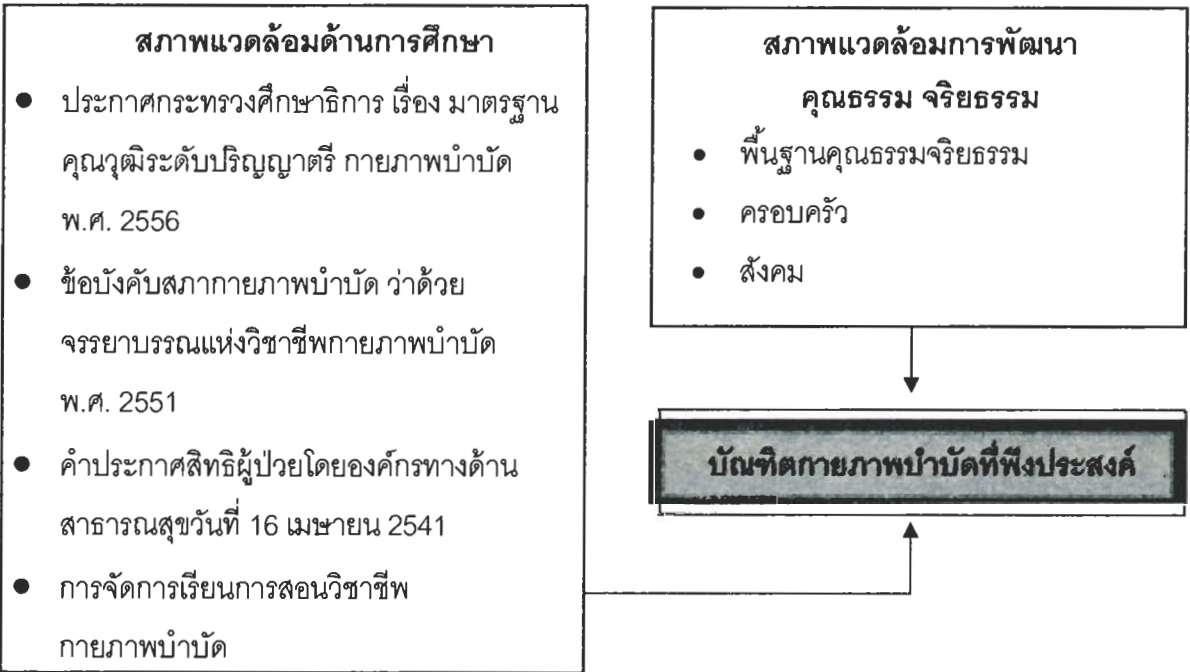 สภาพแวดล้อมด้านการศึกษา
● ประกาศกระทรวงศึกษาธิการ เรื่อง มาตรฐาน
คุณวุฒิระดับปริญญาตรี กายภาพบำบัด
พ.ศ. 2556
● ข้อบังคับสภากายภาพบำบัด ว่าด้วย
จรรยาบรรณแห่งวิชาชีพกายภาพบำบัด
พ.ศ. 2551
● คำประกาศสิทธิผู้ป่วยโดยองค์กรทางด้าน
สาธารณสุขวันที่ 16 เมษายน 2541
● การจัดการเรียนการสอนวิชาชีพ
กายภาพบำบัด
สภาพแวดล้อมการพัฒนา
คุณธรรม จริยธรรม
● พื้นฐานคุณธรรมจริยธรรม
● ครอบครัว
● สังคม
บัณฑิตกายภาพบำบัดที่พึงประสงค์